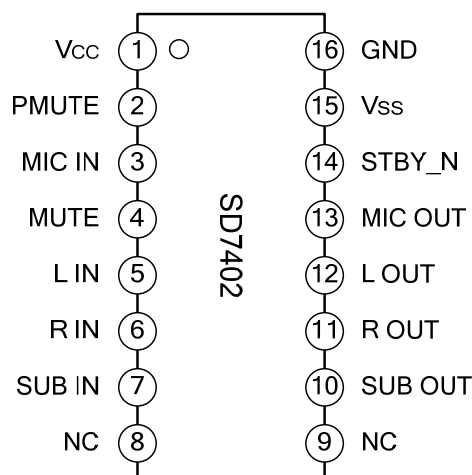 Vcc 1 16 GND
PMUTE 2 15 Vss
MIC IN 3 14 STBY_N
MUTE 4 13 MIC OUT
L IN 5 12 L OUT
R IN 6 11 R OUT
SUB IN 7 10 SUB OUT
NC 8 9 NC
SD7402